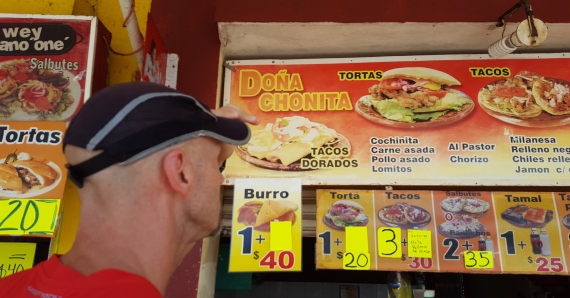 wey
ano one´
Salbutes
Tortas
20
$40
DOÑA
CHONITA
TORTAS
TACOS
TACOS
DORADOS
Cochinita
Carne asada
Pollo asado
Lomitos
Al Pastor
Chorizo
Milanesa
Relleno
Chiles
Jamon c/
Burro
1+
$40
Torta
1+
$20
Tacos
3+
$30
Salbutes
2+
$35
Tamal
1+
$25